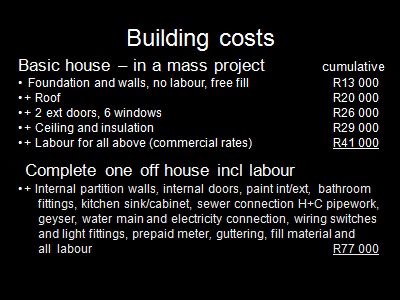 Building costs
Basic house – in a mass project cumulative
• Foundation and walls, no labour, free fill R13 000
•+ Roof R20 000
•+ 2 ext doors, 6 windows R26 000
•+ Ceiling and insulation R29 000
•+ Labour for all above (commercial rates) R41 000
Complete one off house incl labour
•+ Internal partition walls, internal doors, paint int/ext, bathroom
fittings, kitchen sink/cabinet, sewer connection H+C pipework,
geyser, water main and electricity connection, wiring switches
and light fittings, prepaid meter, guttering, fill material and
all labour R77 000